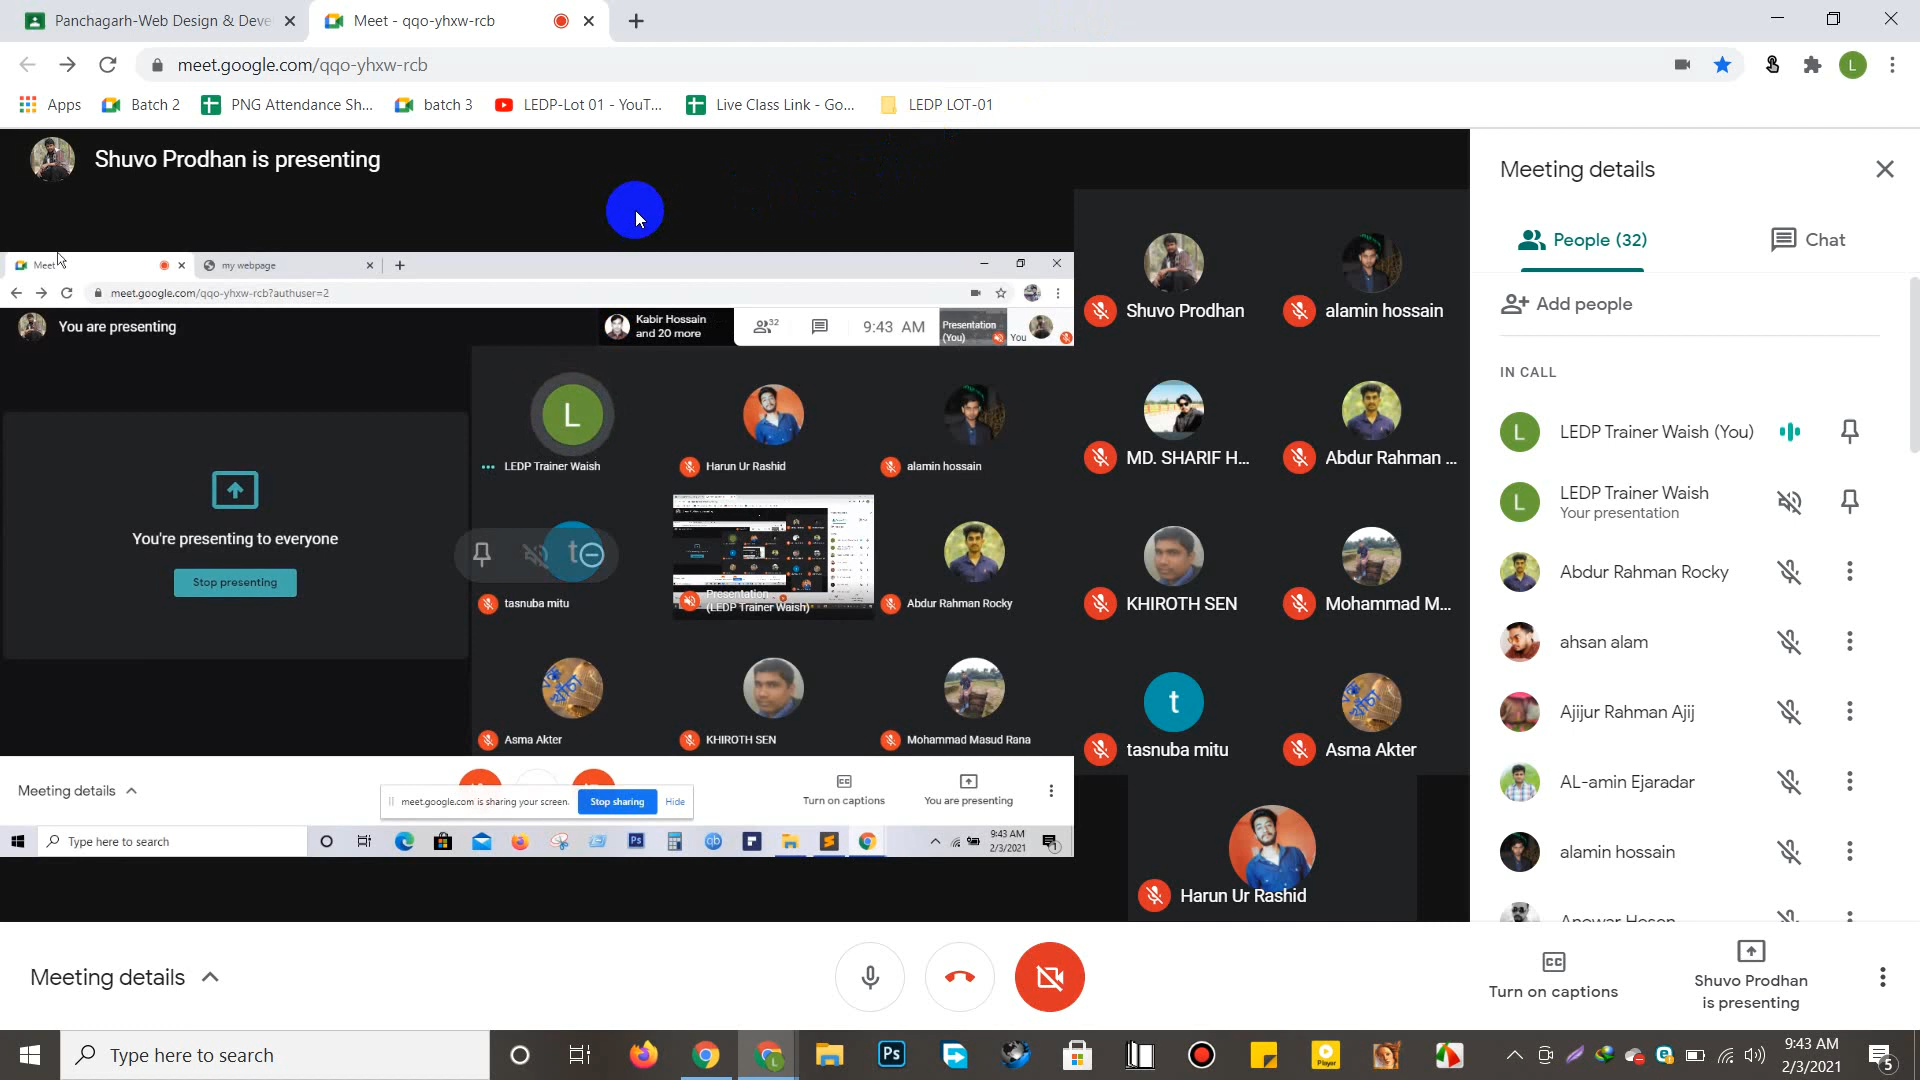 Panchagarh-Web Design & Deve
Meet - qqo-yhxw-rcb
meet.google.com/qqo-yhxw-rcb
L
Apps
Batch 2
PNG Attendance Sh...
batch 3
LEDP-Lot 01 - YouT...
Live Class Link - Go...
LEDP LOT-01
Shuvo Prodhan is presenting
Meet
my webpage
meet.google.com/qqo-yhxw-rcb?authuser=2
You are presenting
Kabir Hossain
and 20 more
32
9:43 AM
Presentation
(You)
You
L
LEDP Trainer Waish
Harun Ur Rashid
alamin hossain
You're presenting to everyone
Stop presenting
t
tasnuba mitu
Presentation
(LEDP Trainer Waish)
Abdur Rahman Rocky
Asma Akter
KHIROTH SEN
Mohammad Masud Rana
Meeting details
meet.google.com is sharing your screen.
Stop sharing
Hide
Turn on captions
You are presenting
Type here to search
Ps
qb
9:43 AM
2/3/2021
1
Shuvo Prodhan
alamin hossain
MD. SHARIF H...
Abdur Rahman ...
KHIROTH SEN
Mohammad M...
t
tasnuba mitu
Asma Akter
Harun Ur Rashid
Meeting details
People (32)
Chat
Add people
IN CALL
L
LEDP Trainer Waish (You)
L
LEDP Trainer Waish
Your presentation
Abdur Rahman Rocky
ahsan alam
Ajijur Rahman Ajij
AL-amin Ejaradar
alamin hossain
Meeting details
CC
Turn on captions
Shuvo Prodhan
is presenting
Type here to search
L
Ps
Player
9:43 AM
2/3/2021
5